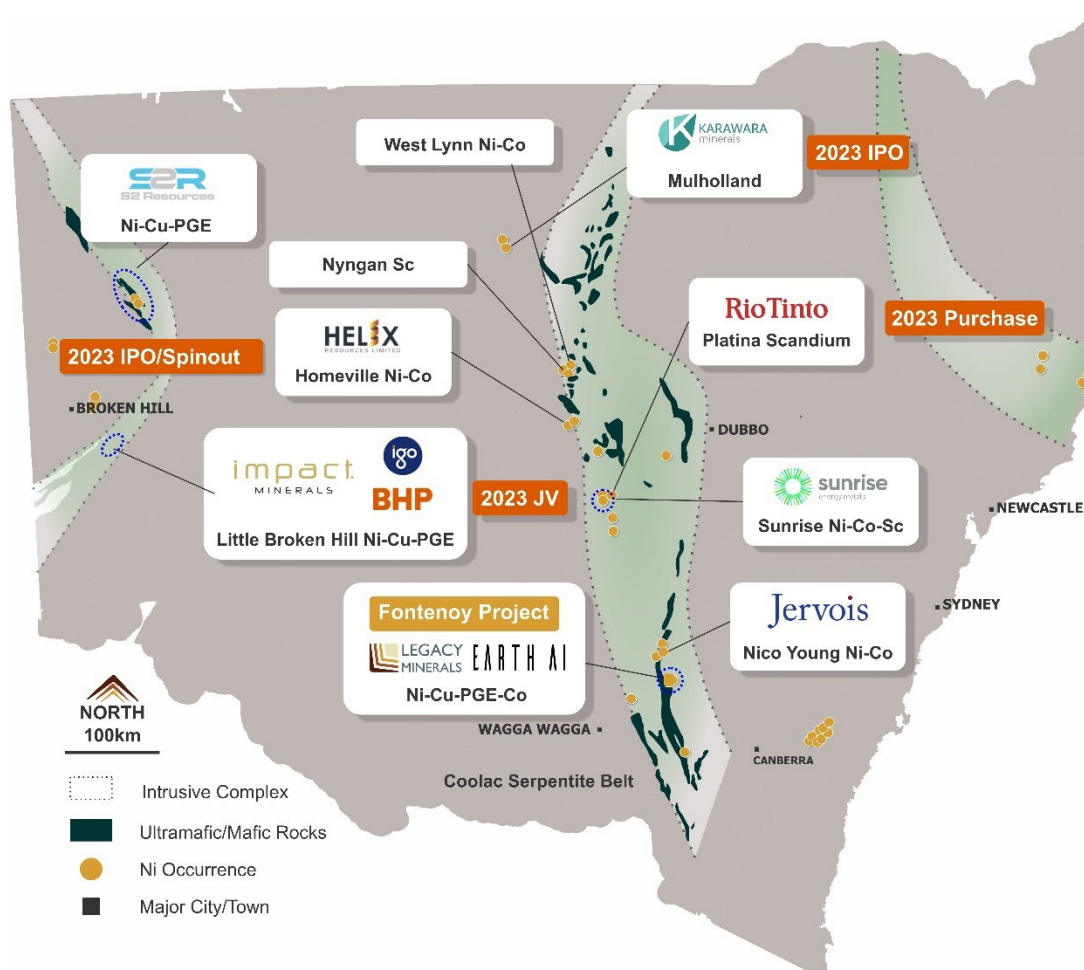 KARAWARA
minerals
Mulholland
2023 IPO
West Lynn Ni-Co
S2R
S2 Resources
Ni-Cu-PGE
Nyngan Sc
RioTinto
Platina Scandium
2023 Purchase
HELIX
RESOURCES LIMITED
Homeville Ni-Co
2023 IPO/Spinout
BROKEN HILL
DUBBO
impact
MINERALS
igo
BHP
2023 JV
Little Broken Hill Ni-Cu-PGE
sunrise
energy metals
Sunrise Ni-Co-Sc
NEWCASTLE
SYDNEY
Fontenoy Project
LEGACY
MINERALS
EARTH AI
Ni-Cu-PGE-Co
Jervois
Nico Young Ni-Co
WAGGA WAGGA
CANBERRA
Coolac Serpentite Belt
NORTH
100km
Intrusive Complex
Ultramafic/Mafic Rocks
Ni Occurrence
Major City/Town